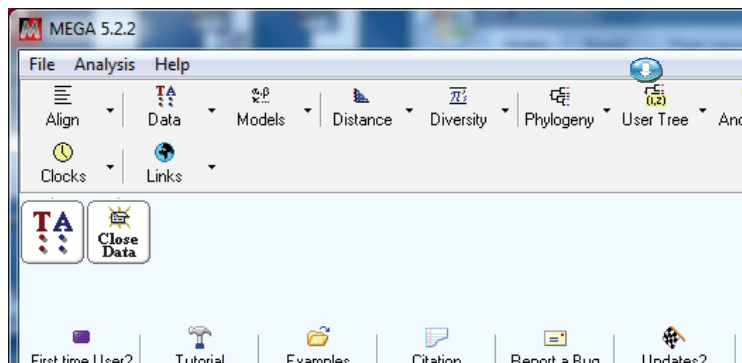 MEGA 5.2.2
File Analysis Help
Align Data Models Distance Diversity Phylogeny User Tree
Clocks Links
TA
Close
Data
First time User? Tutorial Examples Citation Report a Bug Updates?